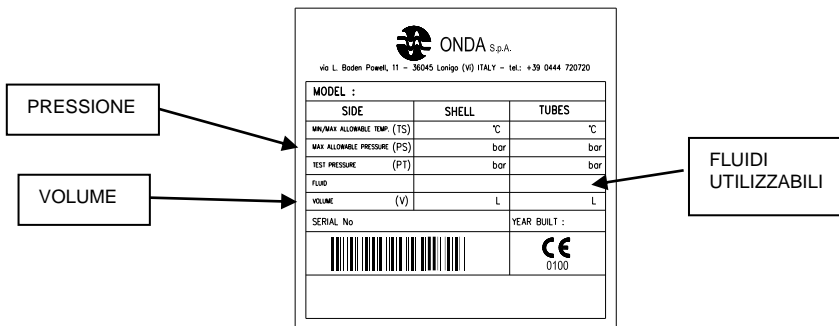 ONDA S.p.A.
via L. Baden Powell, 11 - 36045 Lonigo (Vi) ITALY - tel.: +39 0444 720720
MODEL :
SIDE SHELL TUBES
MIN/MAX ALLOWABLE TEMP. (TS) °C °C
PRESSIONE
MAX ALLOWABLE PRESSURE (PS) bar bar
TEST PRESSURE (PT) bar bar
FLUID
FLUIDI
UTILIZZABILI
VOLUME
VOLUME (V) L L
SERIAL No YEAR BUILT :
CE
0100